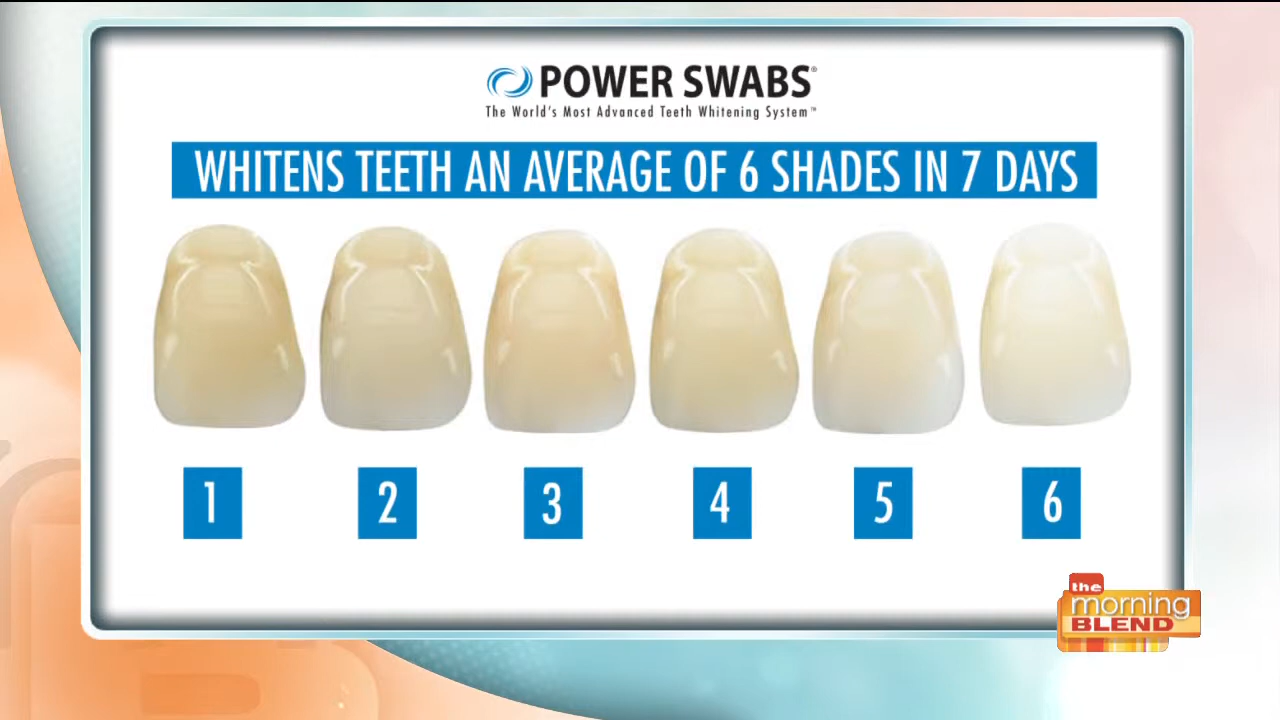 POWER SWABS®
The World's Most Advanced Teeth Whitening System™
WHITENS TEETH AN AVERAGE OF 6 SHADES IN 7 DAYS
1 2 3 4 5 6
the
morning
BLEND